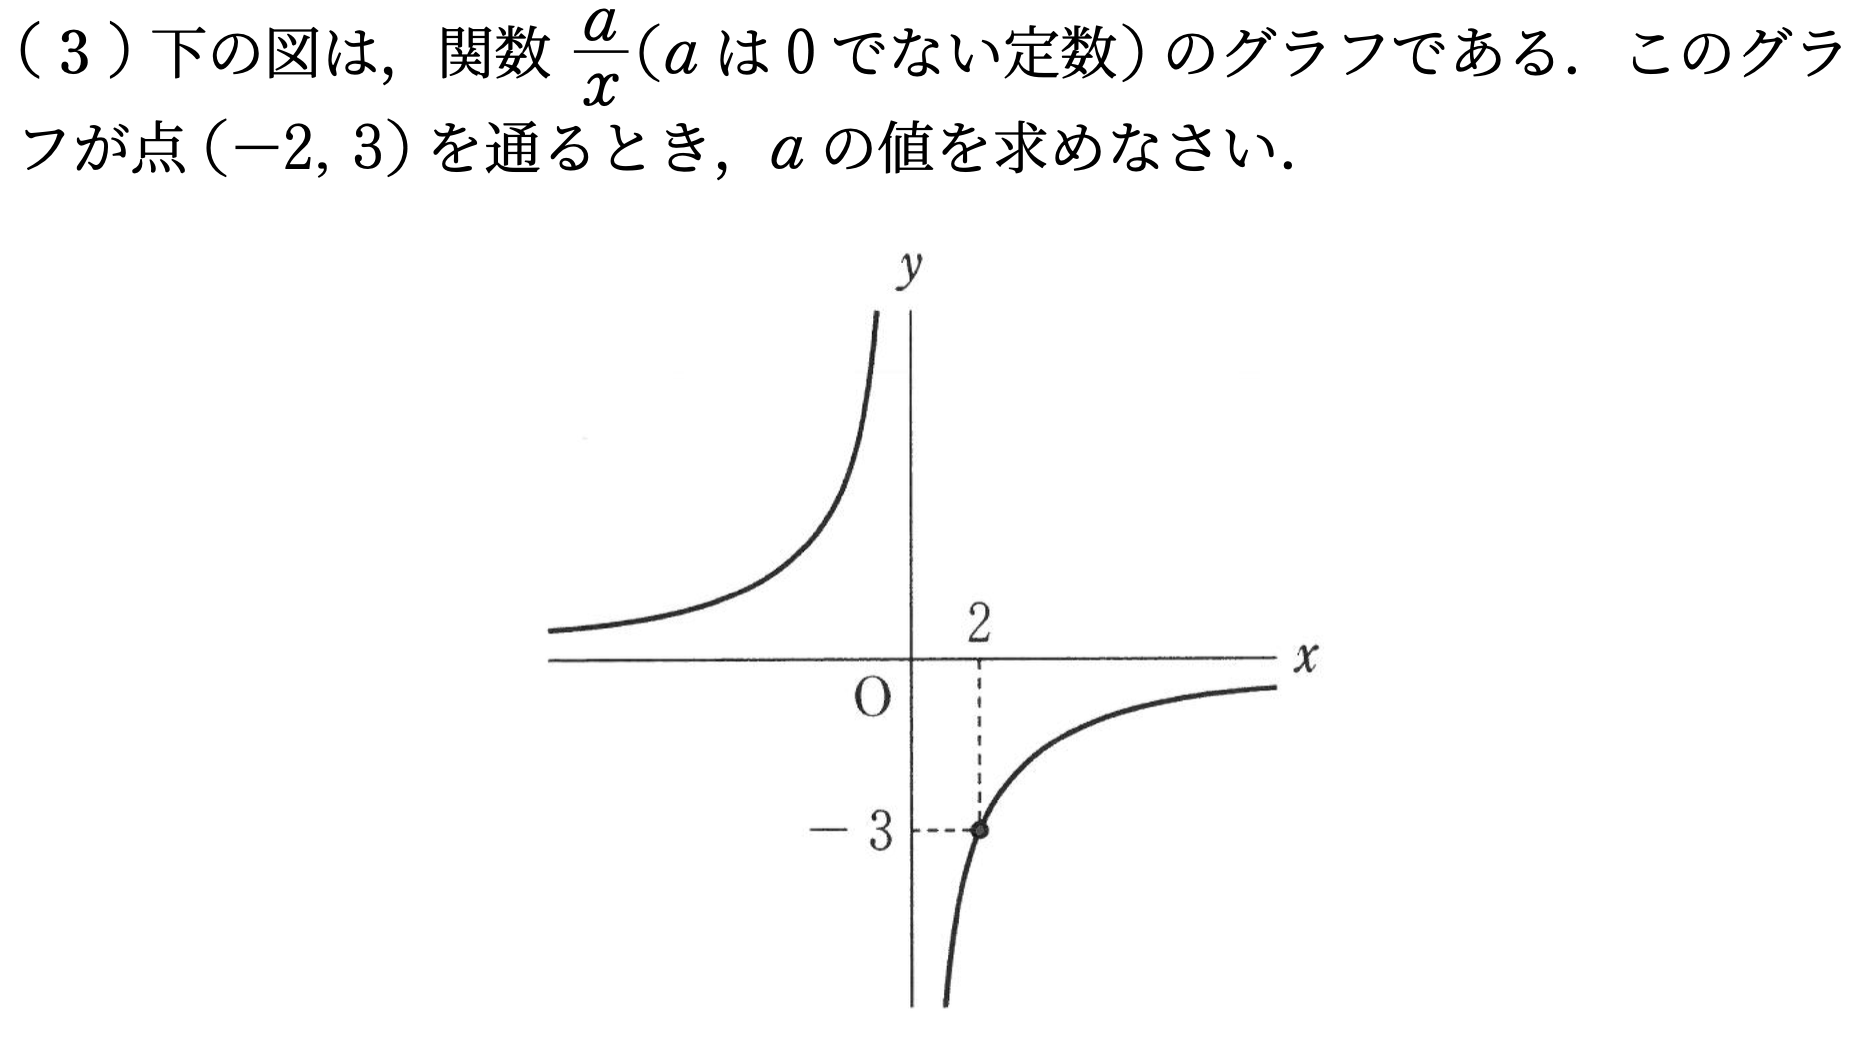 (3) 下の図は，関数 a/x (a は 0 でない定数) のグラフである．このグラ
フが点 (−2, 3) を通るとき，a の値を求めなさい．
y
2
x
O
− 3